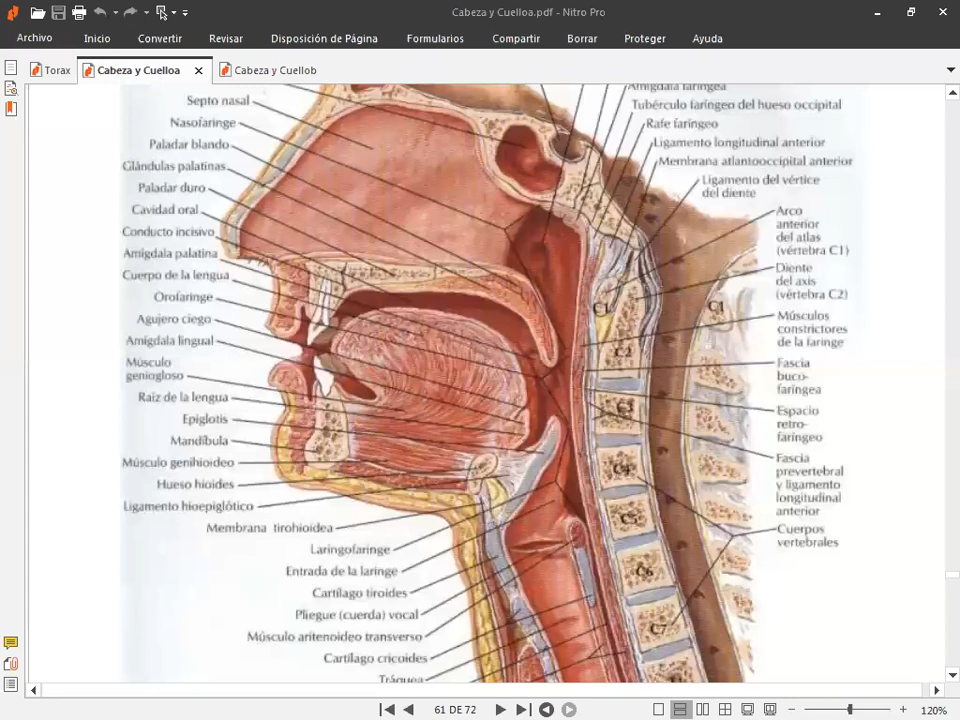 Cabeza y Cuelloa.pdf - Nitro Pro
Archivo Inicio Convertir Revisar Disposición de Página Formularios Compartir Borrar Proteger Ayuda
Torax Cabeza y Cuelloa Cabeza y Cuellob
Septo nasal
Nasofaringe
Paladar blando
Glándulas palatinas
Paladar duro
Cavidad oral
Conducto incisivo
Amígdala palatina
Cuerpo de la lengua
Orofaringe
Agujero ciego
Amígdala lingual
Músculo
geniogloso
Raíz de la lengua
Epiglotis
Mandíbula
Músculo genihioideo
Hueso hioides
Ligamento hioepiglótico
Membrana tirohioidea
Laringofaringe
Entrada de la laringe
Cartílago tiroides
Pliegue (cuerda) vocal
Músculo aritenoideo transverso
Cartílago cricoides
Tráquea
Amígdala faríngea
Tubérculo faríngeo del hueso occipital
Rafe faríngeo
Ligamento longitudinal anterior
Membrana atlantooccipital anterior
Ligamento del vértice
del diente
Arco
anterior
del atlas
(vértebra C1)
Diente
del axis
(vértebra C2)
Músculos
constrictores
de la faringe
Fascia
buco-
faríngea
Espacio
retro-
faríngeo
Fascia
prevertebral
y ligamento
longitudinal
anterior
Cuerpos
vertebrales
C1
C1
C2
C3
C4
C5
C6
C7
61 DE 72
120%